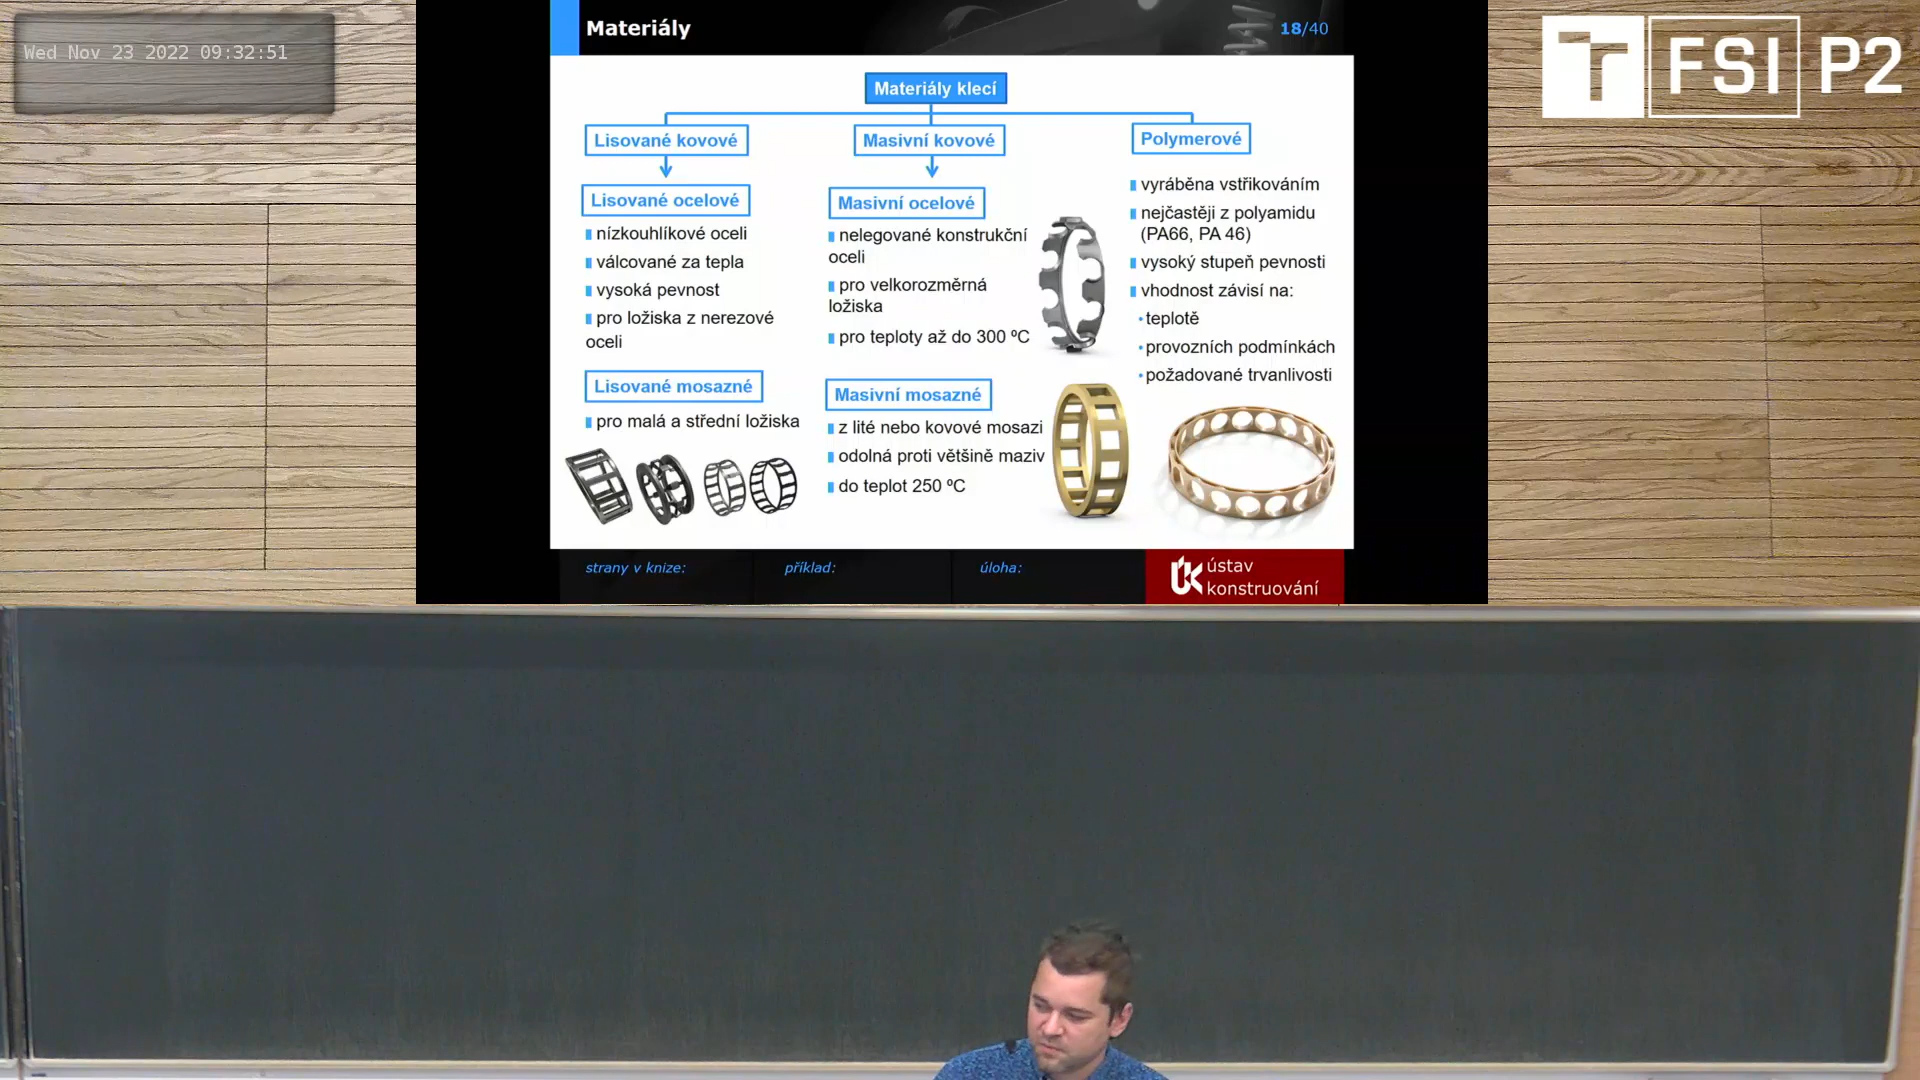 Wed Nov 23 2022 09:32:51
Materiály
18/40
T FSI P2
Materiály klecí
Lisované kovové
Masivní kovové
Polymerové
Lisované ocelové
nízkouhlíkové oceli
válcované za tepla
vysoká pevnost
pro ložiska z nerezové
oceli
Lisované mosazné
pro malá a střední ložiska
Masivní ocelové
nelegované konstrukční
oceli
pro velkorozměrná
ložiska
pro teploty až do 300 ºC
Masivní mosazné
z lité nebo kovové mosazi
odolná proti většině maziv
do teplot 250 ºC
vyráběna vstřikováním
nejčastěji z polyamidu
(PA66, PA 46)
vysoký stupeň pevnosti
vhodnost závisí na:
teplotě
provozních podmínkách
požadované trvanlivosti
strany v knize:
příklad:
úloha:
ústav
konstruování